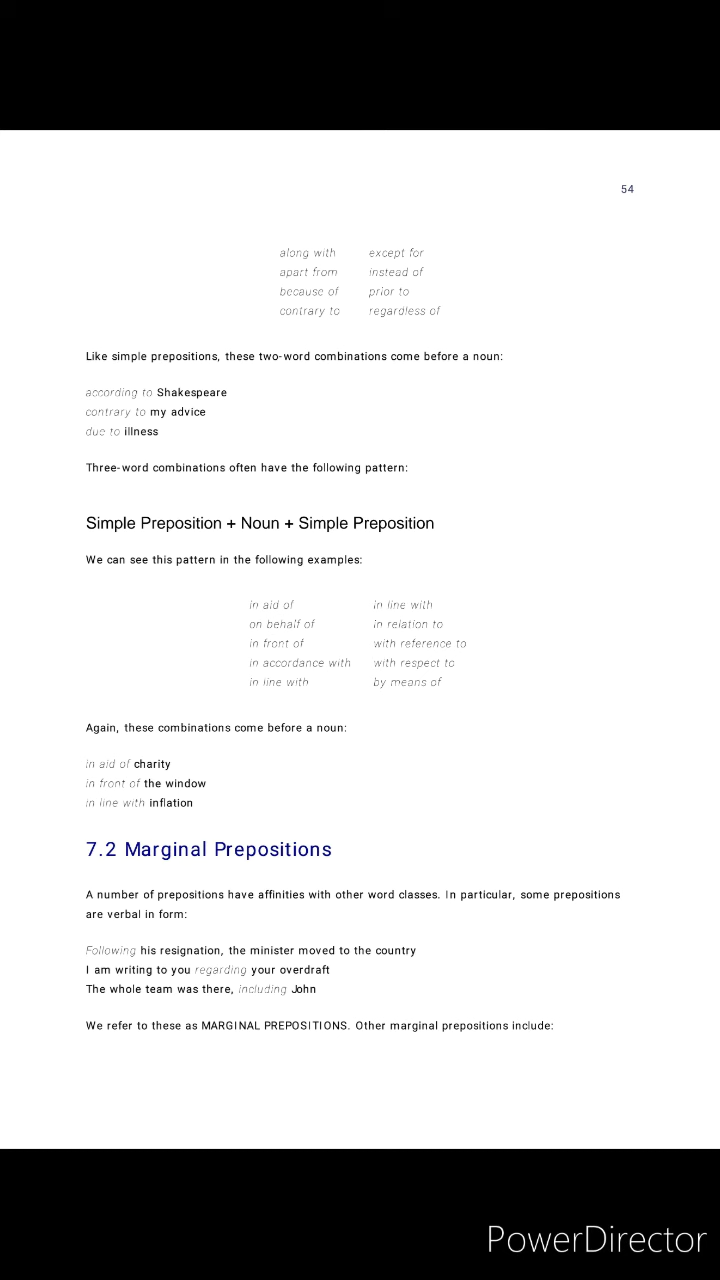 54
along with except for
apart from instead of
because of prior to
contrary to regardless of
Like simple prepositions, these two-word combinations come before a noun:
according to Shakespeare
contrary to my advice
due to illness
Three-word combinations often have the following pattern:
Simple Preposition + Noun + Simple Preposition
We can see this pattern in the following examples:
in aid of in line with
on behalf of in relation to
in front of with reference to
in accordance with with respect to
in line with by means of
Again, these combinations come before a noun:
in aid of charity
in front of the window
in line with inflation
7.2 Marginal Prepositions
A number of prepositions have affinities with other word classes. In particular, some prepositions
are verbal in form:
Following his resignation, the minister moved to the country
I am writing to you regarding your overdraft
The whole team was there, including John
We refer to these as MARGINAL PREPOSITIONS. Other marginal prepositions include:
PowerDirector